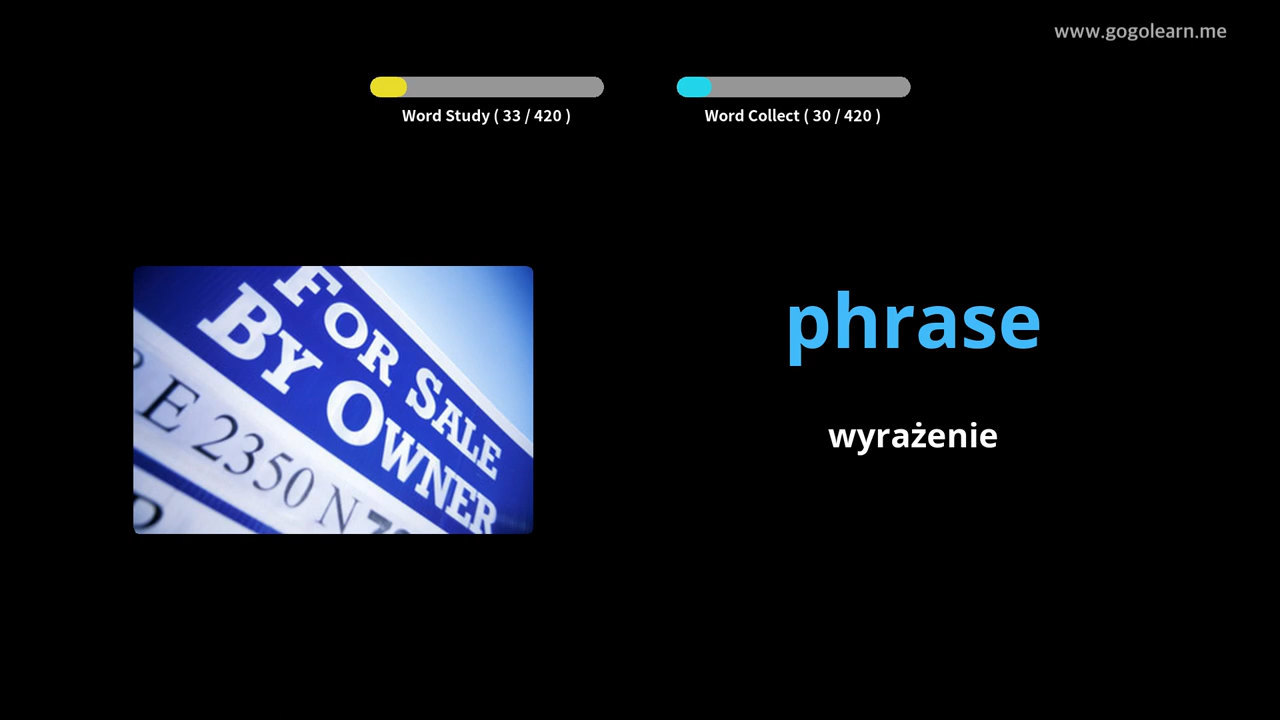 www.gogolearn.me
Word Study ( 33 / 420 )
Word Collect ( 30 / 420 )
FOR SALE
BY OWNER
E 2350 N
phrase
wyrażenie